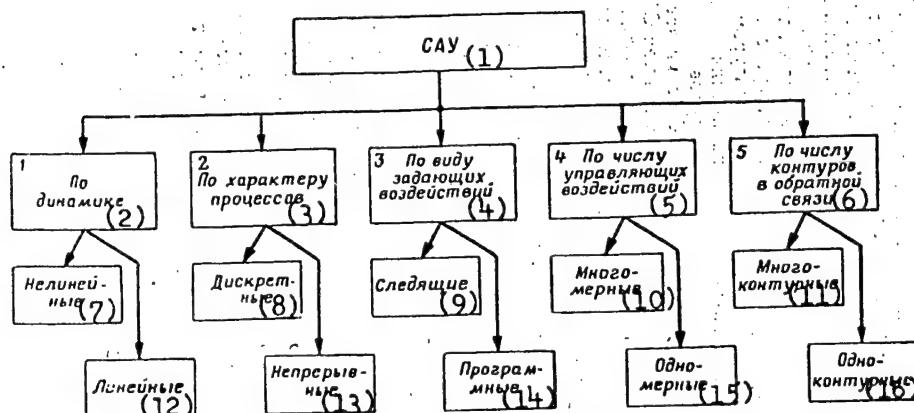 САУ
(1)
1
По
динамике
(2)
2
По характеру
процессов
(3)
3
По виду
задающих
воздействий
(4)
4
По числу
управляющих
воздействий
(5)
5
По числу
контуров
в обратной
связи
(6)
Нелиней-
ные
(7)
Дискрет-
ные
(8)
Следящие
(9)
Много-
мерные
(10)
Много-
контурные
(11)
Линейные
(12)
Непрерыв-
ные
(13)
Програм-
мные
(14)
Одно-
мерные
(15)
Одно-
контурные
(16)